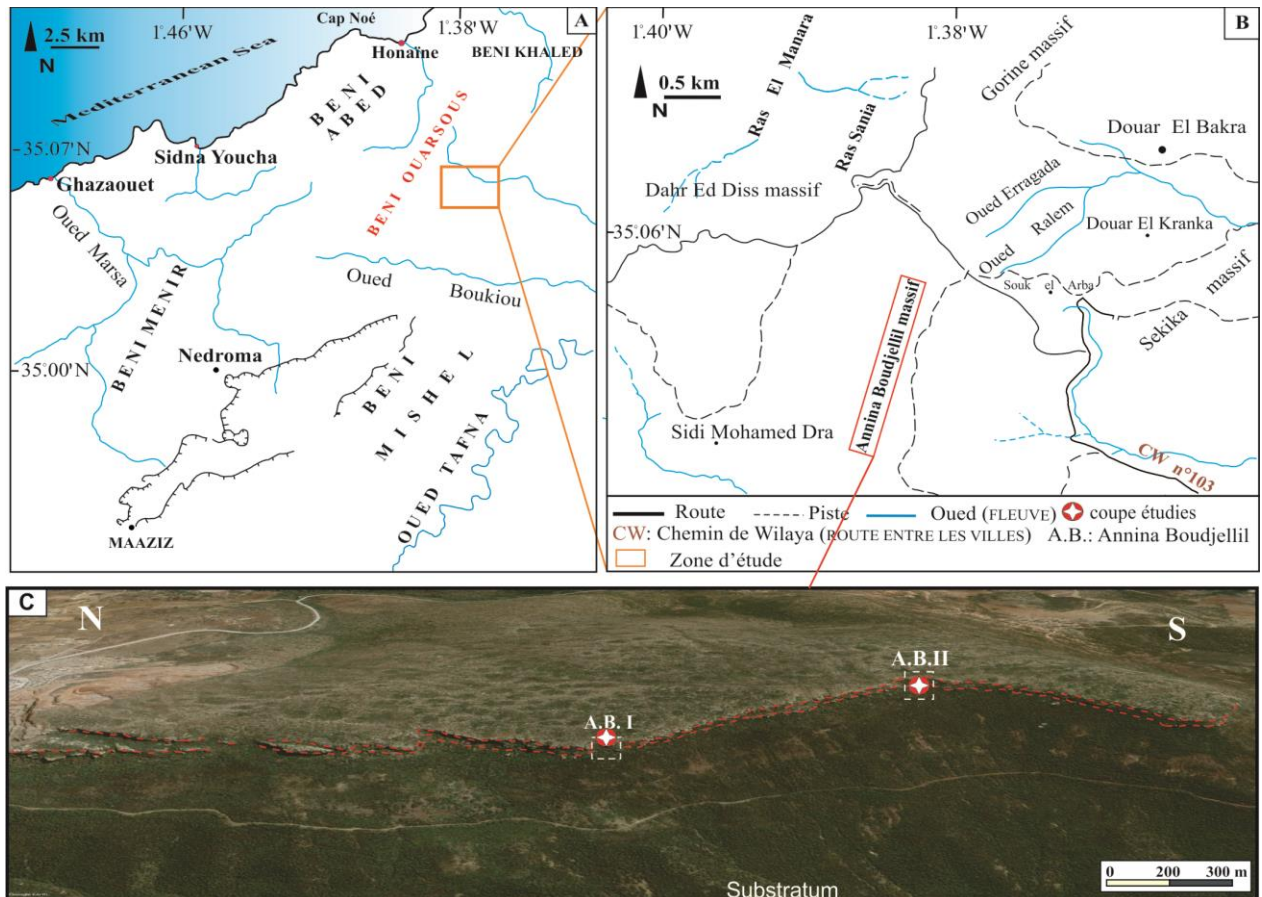 A
1.46'W
Cap Noé
1.38'W
2.5 km
N
Honaïne
BENI KHALED
Mediterranean Sea
BENI
ABED
BENI OUARSOUS
35.07'N
Sidna Youcha
Ghazaouet
Oued Marsa
Oued
Boukiou
BENI MENIR
Nedroma
35.00'N
BENI
MISHEL
OUED TAFNA
MAAZIZ
B
1.40'W
1.38'W
N
0.5 km
Ras El Manara
Ras Sania
Gorine massif
Douar El Bakra
Dahr Ed Diss massif
Oued Erragada
Oued Ralem
Douar El Kranka
35.06'N
Souk el Arba
Sekika massif
Annina Boudjellil massif
Sidi Mohamed Dra
CW n°103
Route
Piste
Oued (FLEUVE)
coupe étudies
CW: Chemin de Wilaya (ROUTE ENTRE LES VILLES)
A.B.: Annina Boudjellil
Zone d'étude
C
N
S
A.B.II
A.B. I
0 200 300 m
Substratum